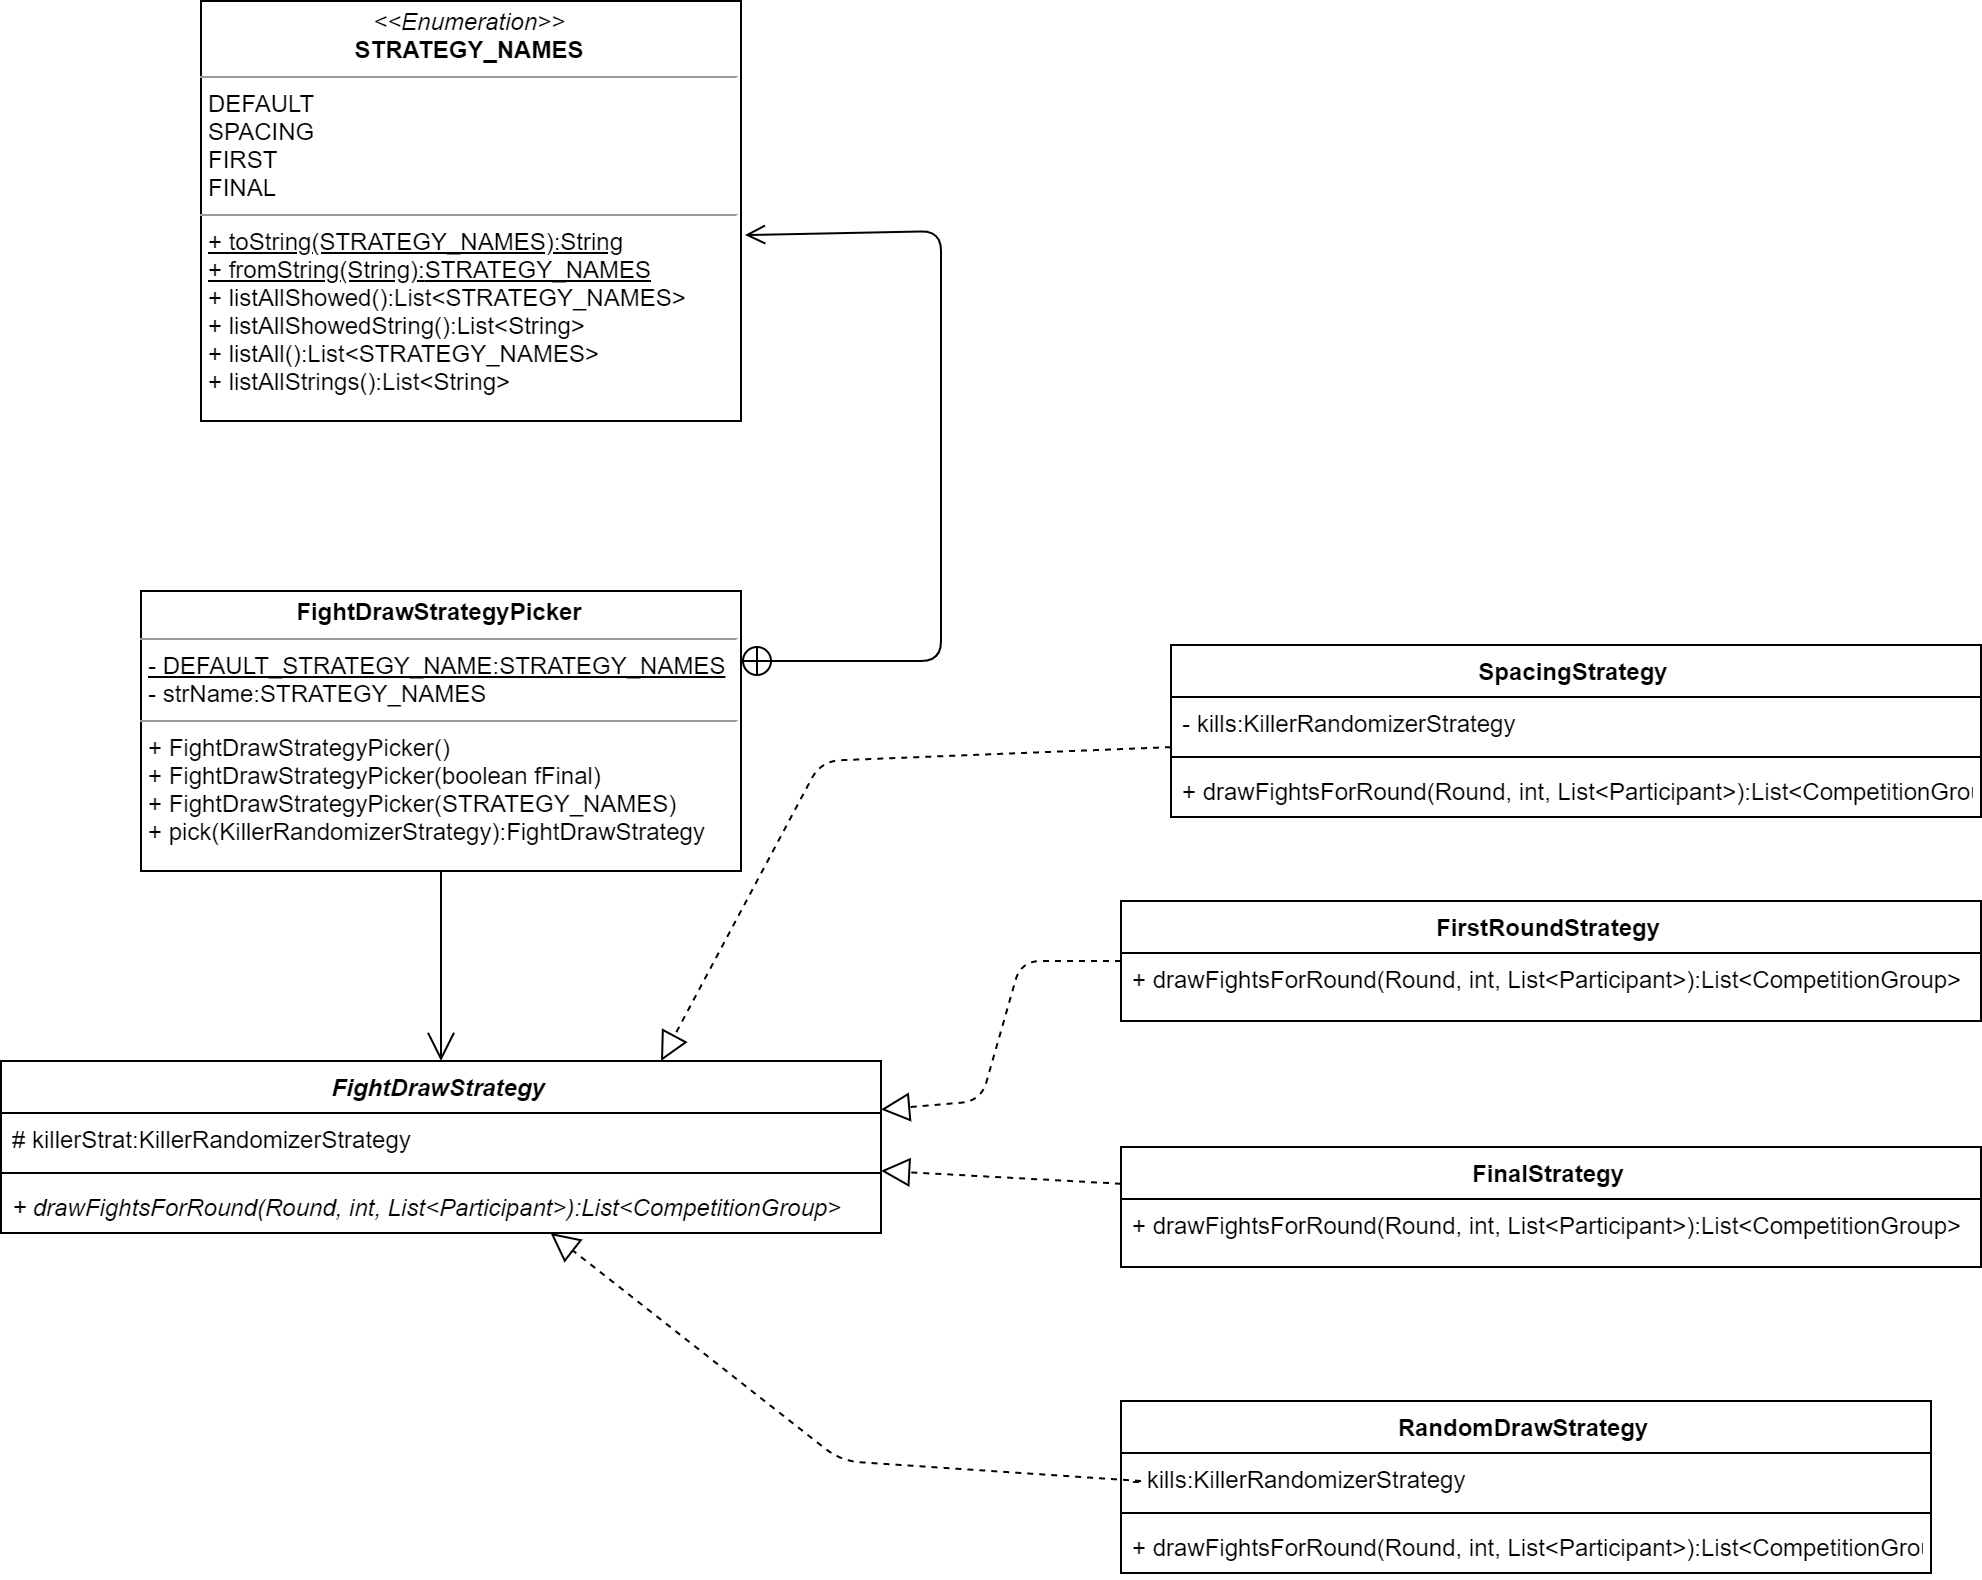 <<Enumeration>>
STRATEGY_NAMES
DEFAULT
SPACING
FIRST
FINAL
+ toString(STRATEGY_NAMES):String
+ fromString(String):STRATEGY_NAMES
+ listAllShowed():List<STRATEGY_NAMES>
+ listAllShowedString():List<String>
+ listAll():List<STRATEGY_NAMES>
+ listAllStrings():List<String>
FightDrawStrategyPicker
- DEFAULT_STRATEGY_NAME:STRATEGY_NAMES
- strName:STRATEGY_NAMES
+ FightDrawStrategyPicker()
+ FightDrawStrategyPicker(boolean fFinal)
+ FightDrawStrategyPicker(STRATEGY_NAMES)
+ pick(KillerRandomizerStrategy):FightDrawStrategy
SpacingStrategy
- kills:KillerRandomizerStrategy
+ drawFightsForRound(Round, int, List<Participant>):List<CompetitionGro
FirstRoundStrategy
+ drawFightsForRound(Round, int, List<Participant>):List<CompetitionGroup>
FightDrawStrategy
# killerStrat:KillerRandomizerStrategy
+ drawFightsForRound(Round, int, List<Participant>):List<CompetitionGroup>
FinalStrategy
+ drawFightsForRound(Round, int, List<Participant>):List<CompetitionGroup>
RandomDrawStrategy
- kills:KillerRandomizerStrategy
+ drawFightsForRound(Round, int, List<Participant>):List<CompetitionGro